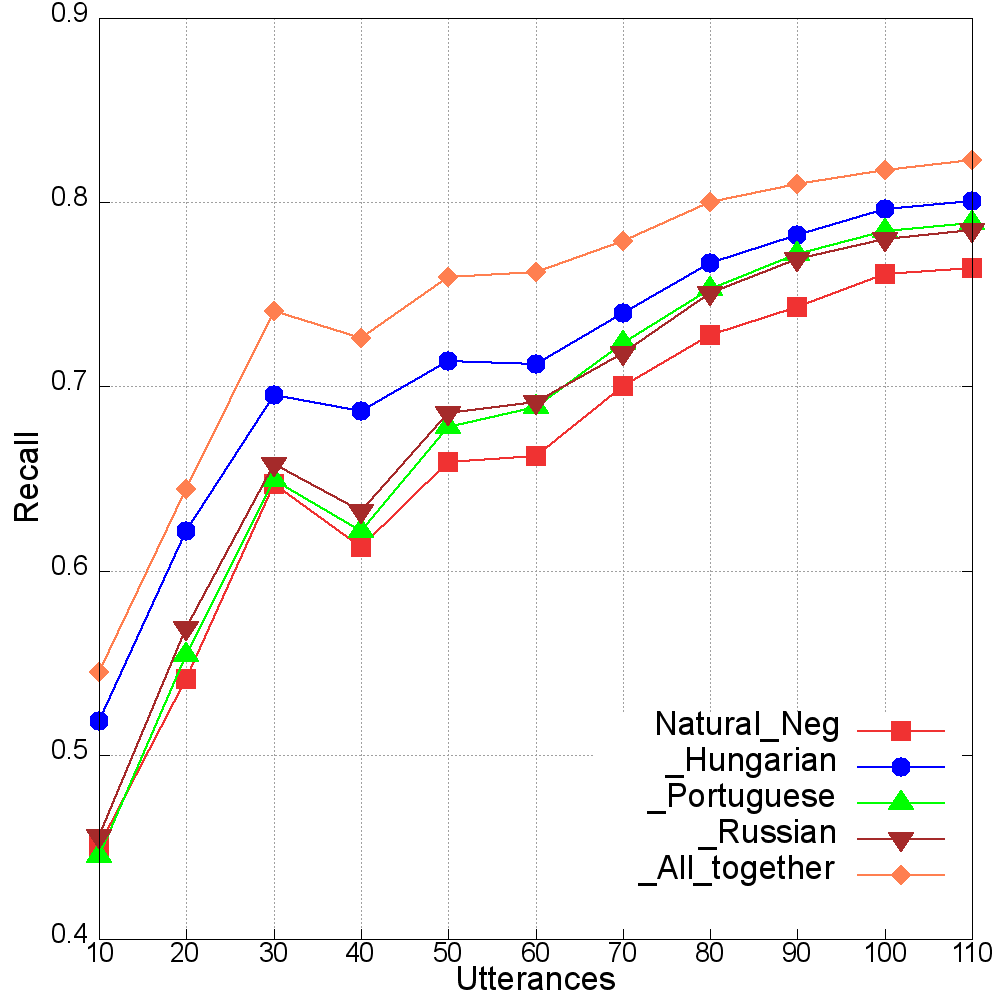 0.9
0.8
0.7
0.6
0.5
0.4
Recall
10 20 30 40 50 60 70 80 90 100 110
Utterances
Natural_Neg
_Hungarian
_Portuguese
_Russian
_All_together